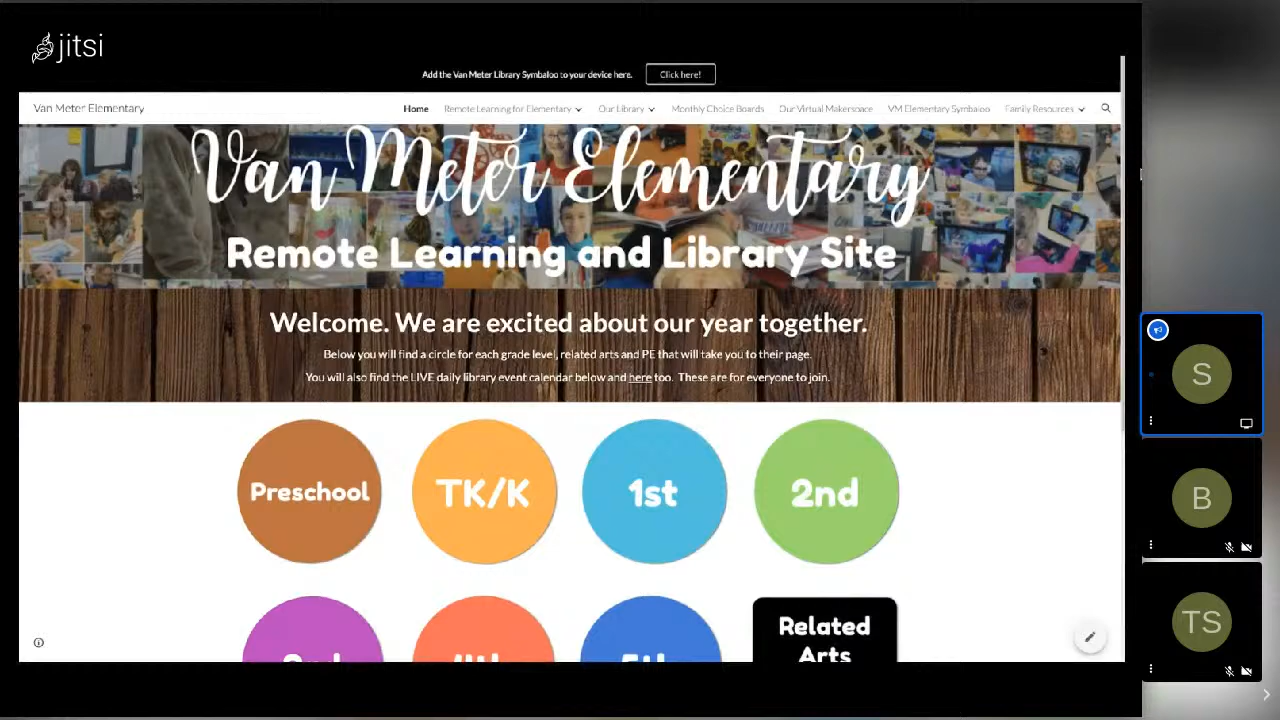 jitsi
Add the Van Meter Library Symbaloo to your device here.
Click here!
Van Meter Elementary
Home
Remote Learning for Elementary
Our Library
Monthly Choice Boards
Our Virtual Makerspace
VM Elementary Symbaloo
Family Resources
Van Meter Elementary
Remote Learning and Library Site
Welcome. We are excited about our year together.
Below you will find a circle for each grade level, related arts and PE that will take you to their page.
You will also find the LIVE daily library event calendar below and here too. These are for everyone to join.
Preschool
TK/K
1st
2nd
3rd
4th
5th
Related
Arts
S
B
TS